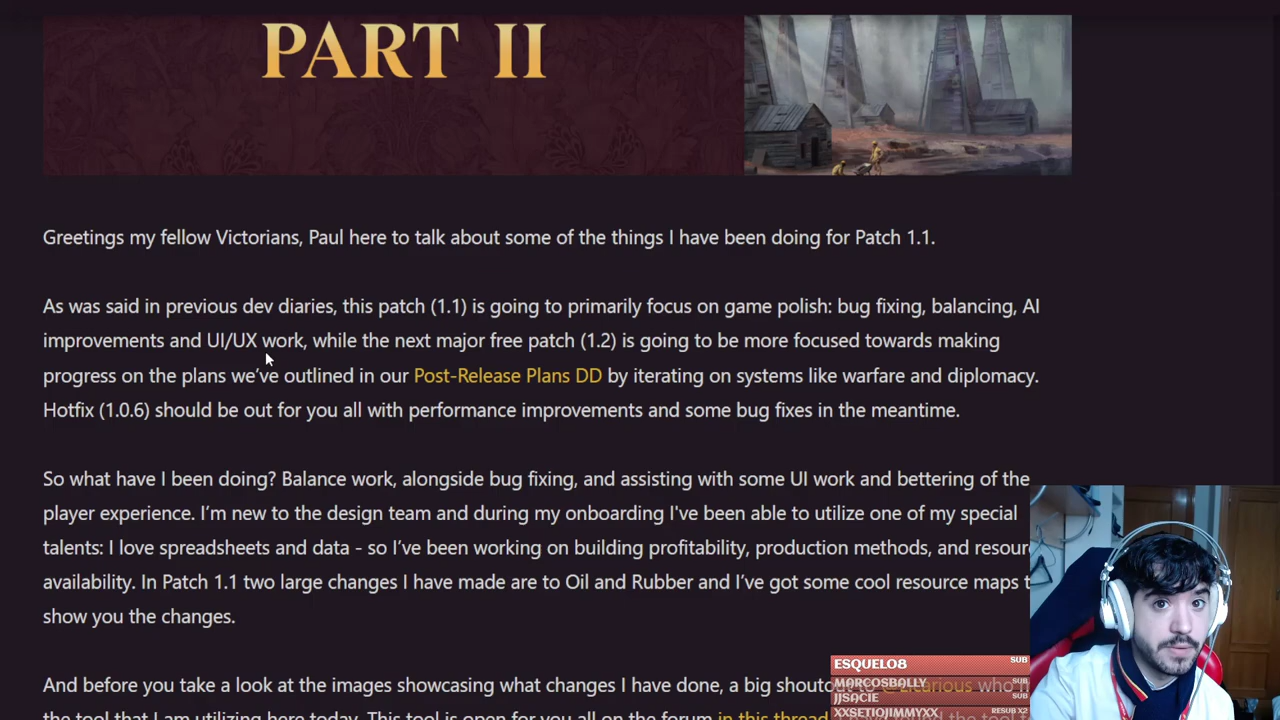 PART II
Greetings my fellow Victorians, Paul here to talk about some of the things I have been doing for Patch 1.1.
As was said in previous dev diaries, this patch (1.1) is going to primarily focus on game polish: bug fixing, balancing, AI
improvements and UI/UX work, while the next major free patch (1.2) is going to be more focused towards making
progress on the plans we've outlined in our Post-Release Plans DD by iterating on systems like warfare and diplomacy.
Hotfix (1.0.6) should be out for you all with performance improvements and some bug fixes in the meantime.
So what have I been doing? Balance work, alongside bug fixing, and assisting with some UI work and bettering of the
player experience. I'm new to the design team and during my onboarding I've been able to utilize one of my special
talents: I love spreadsheets and data - so I've been working on building profitability, production methods, and
availability. In Patch 1.1 two large changes I have made are to Oil and Rubber and I've got some cool resource maps
show you the changes.
And before you take a look at the images showcasing what changes I have done, a big shoutout
the tool that I am utilizing here today. This tool is open for you all on the forum in this thread
ESQUELO8 SUB
MARCOSBALLY SUB
JJSACIE SUB
XXSETIOJIMMYXX RESUB X2